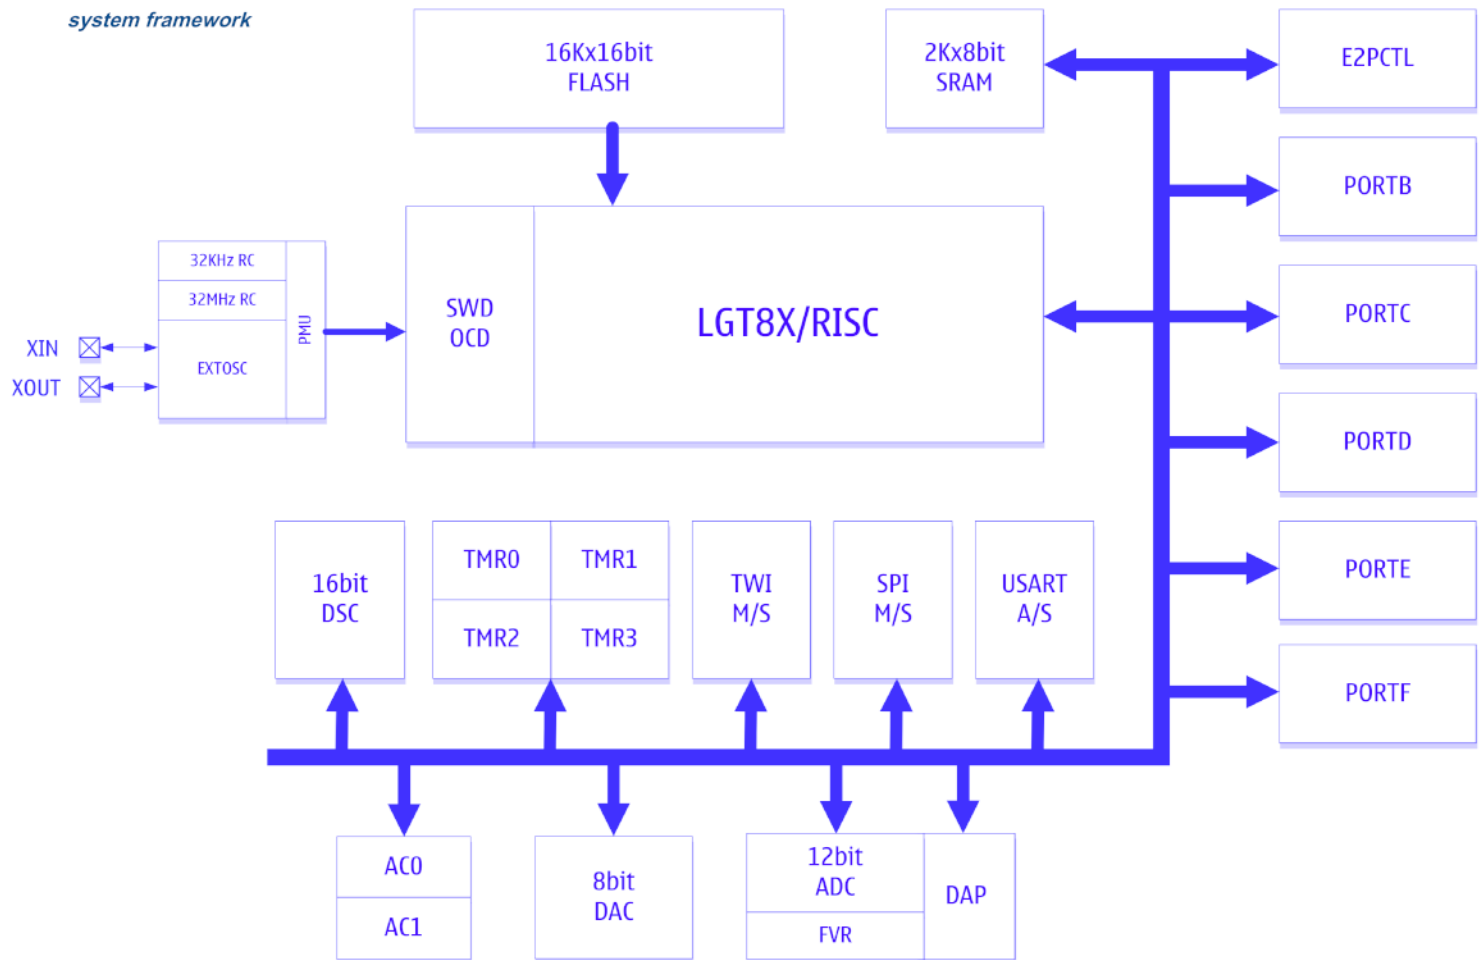 system framework
16Kx16bit
FLASH
2Kx8bit
SRAM
E2PCTL
PORTB
32KHz RC
32MHz RC
EXTOSC
PMU
XIN
XOUT
SWD
OCD
LGT8X/RISC
PORTC
PORTD
16bit
DSC
TMR0
TMR1
TMR2
TMR3
TWI
M/S
SPI
M/S
USART
A/S
PORTE
PORTF
AC0
AC1
8bit
DAC
12bit
ADC
FVR
DAP